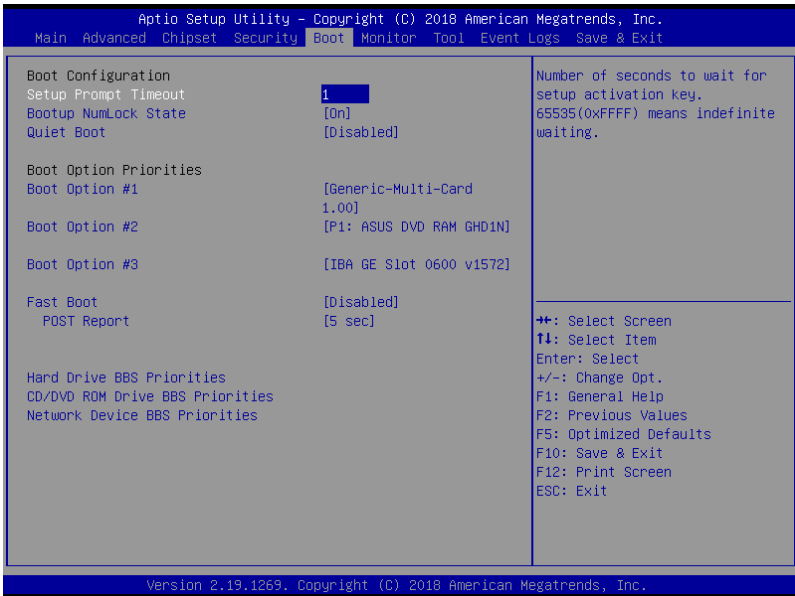 Aptio Setup Utility – Copyright (C) 2018 American Megatrends, Inc.
Main Advanced Chipset Security Boot Monitor Tool Event Logs Save & Exit
Boot Configuration
Setup Prompt Timeout 1
Bootup NumLock State [On]
Quiet Boot [Disabled]
Boot Option Priorities
Boot Option #1 [Generic-Multi-Card
1.00]
Boot Option #2 [P1: ASUS DVD RAM GHD1N]
Boot Option #3 [IBA GE Slot 0600 v1572]
Fast Boot [Disabled]
POST Report [5 sec]
Hard Drive BBS Priorities
CD/DVD ROM Drive BBS Priorities
Network Device BBS Priorities
Number of seconds to wait for
setup activation key.
65535(0xFFFF) means indefinite
waiting.
→←: Select Screen
↑↓: Select Item
Enter: Select
+/-: Change Opt.
F1: General Help
F2: Previous Values
F5: Optimized Defaults
F10: Save & Exit
F12: Print Screen
ESC: Exit
Version 2.19.1269. Copyright (C) 2018 American Megatrends, Inc.